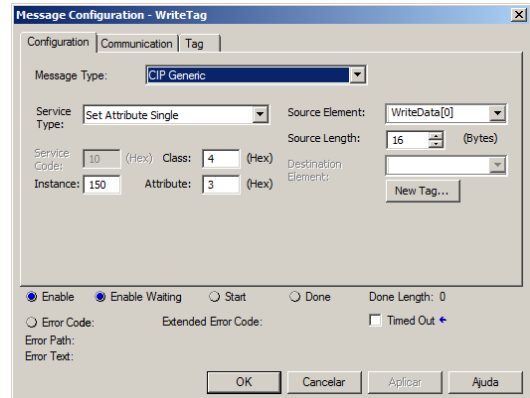 Message Configuration - WriteTag
Configuration Communication Tag
Message Type: CIP Generic
Service Type: Set Attribute Single
Source Element: WriteData[0]
Source Length: 16 (Bytes)
Service Code: 10 (Hex) Class: 4 (Hex)
Destination Element:
Instance: 150 Attribute: 3 (Hex)
New Tag...
Enable Enable Waiting Start Done Done Length: 0
Error Code: Extended Error Code: Timed Out
Error Path:
Error Text:
OK Cancelar Aplicar Ajuda